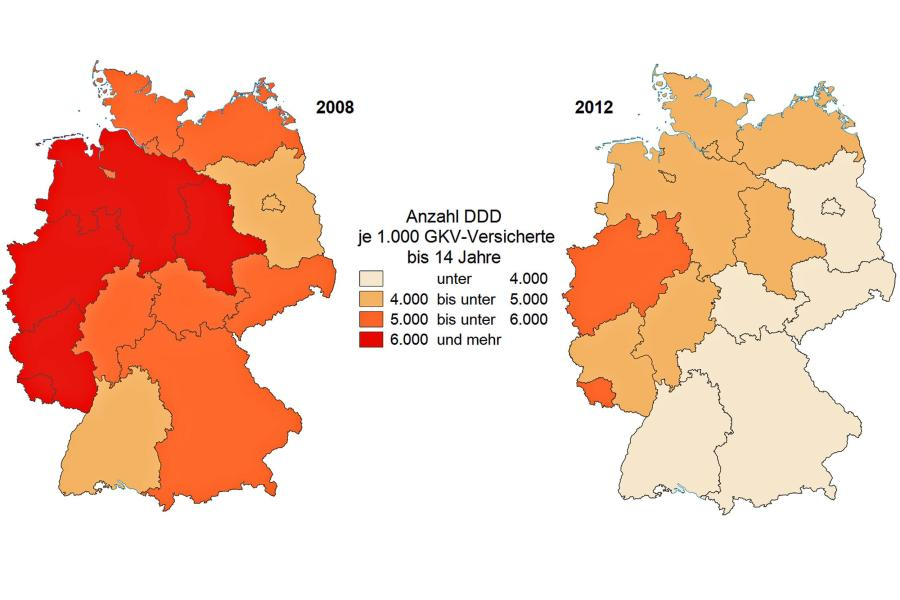 2008
2012
Anzahl DDD
je 1.000 GKV-Versicherte
bis 14 Jahre
unter 4.000
4.000 bis unter 5.000
5.000 bis unter 6.000
6.000 und mehr